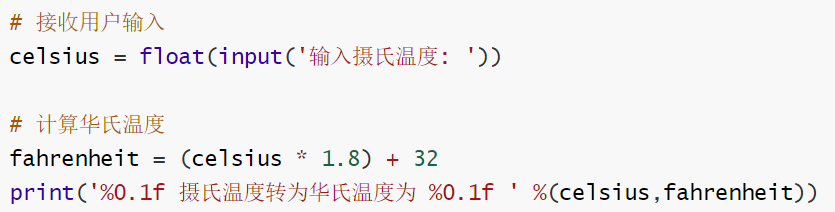 # 接收用户输入
celsius = float(input('输入摄氏温度: '))
# 计算华氏温度
fahrenheit = (celsius * 1.8) + 32
print('%0.1f 摄氏温度转为华氏温度为 %0.1f ' %(celsius,fahrenheit))